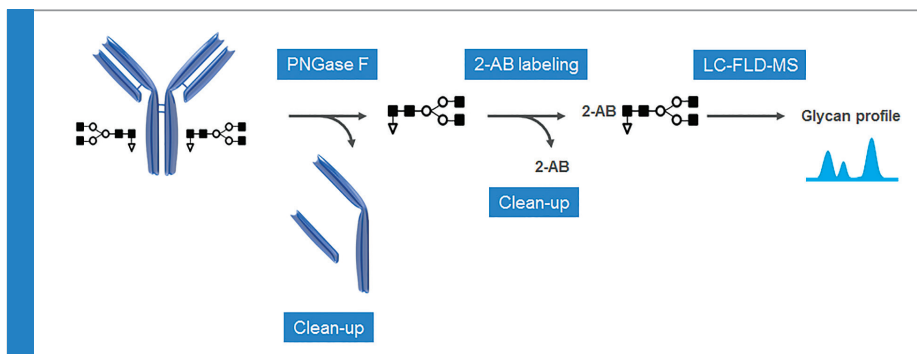 PNGase F
2-AB labeling
LC-FLD-MS
2-AB
Glycan profile
2-AB
Clean-up
Clean-up